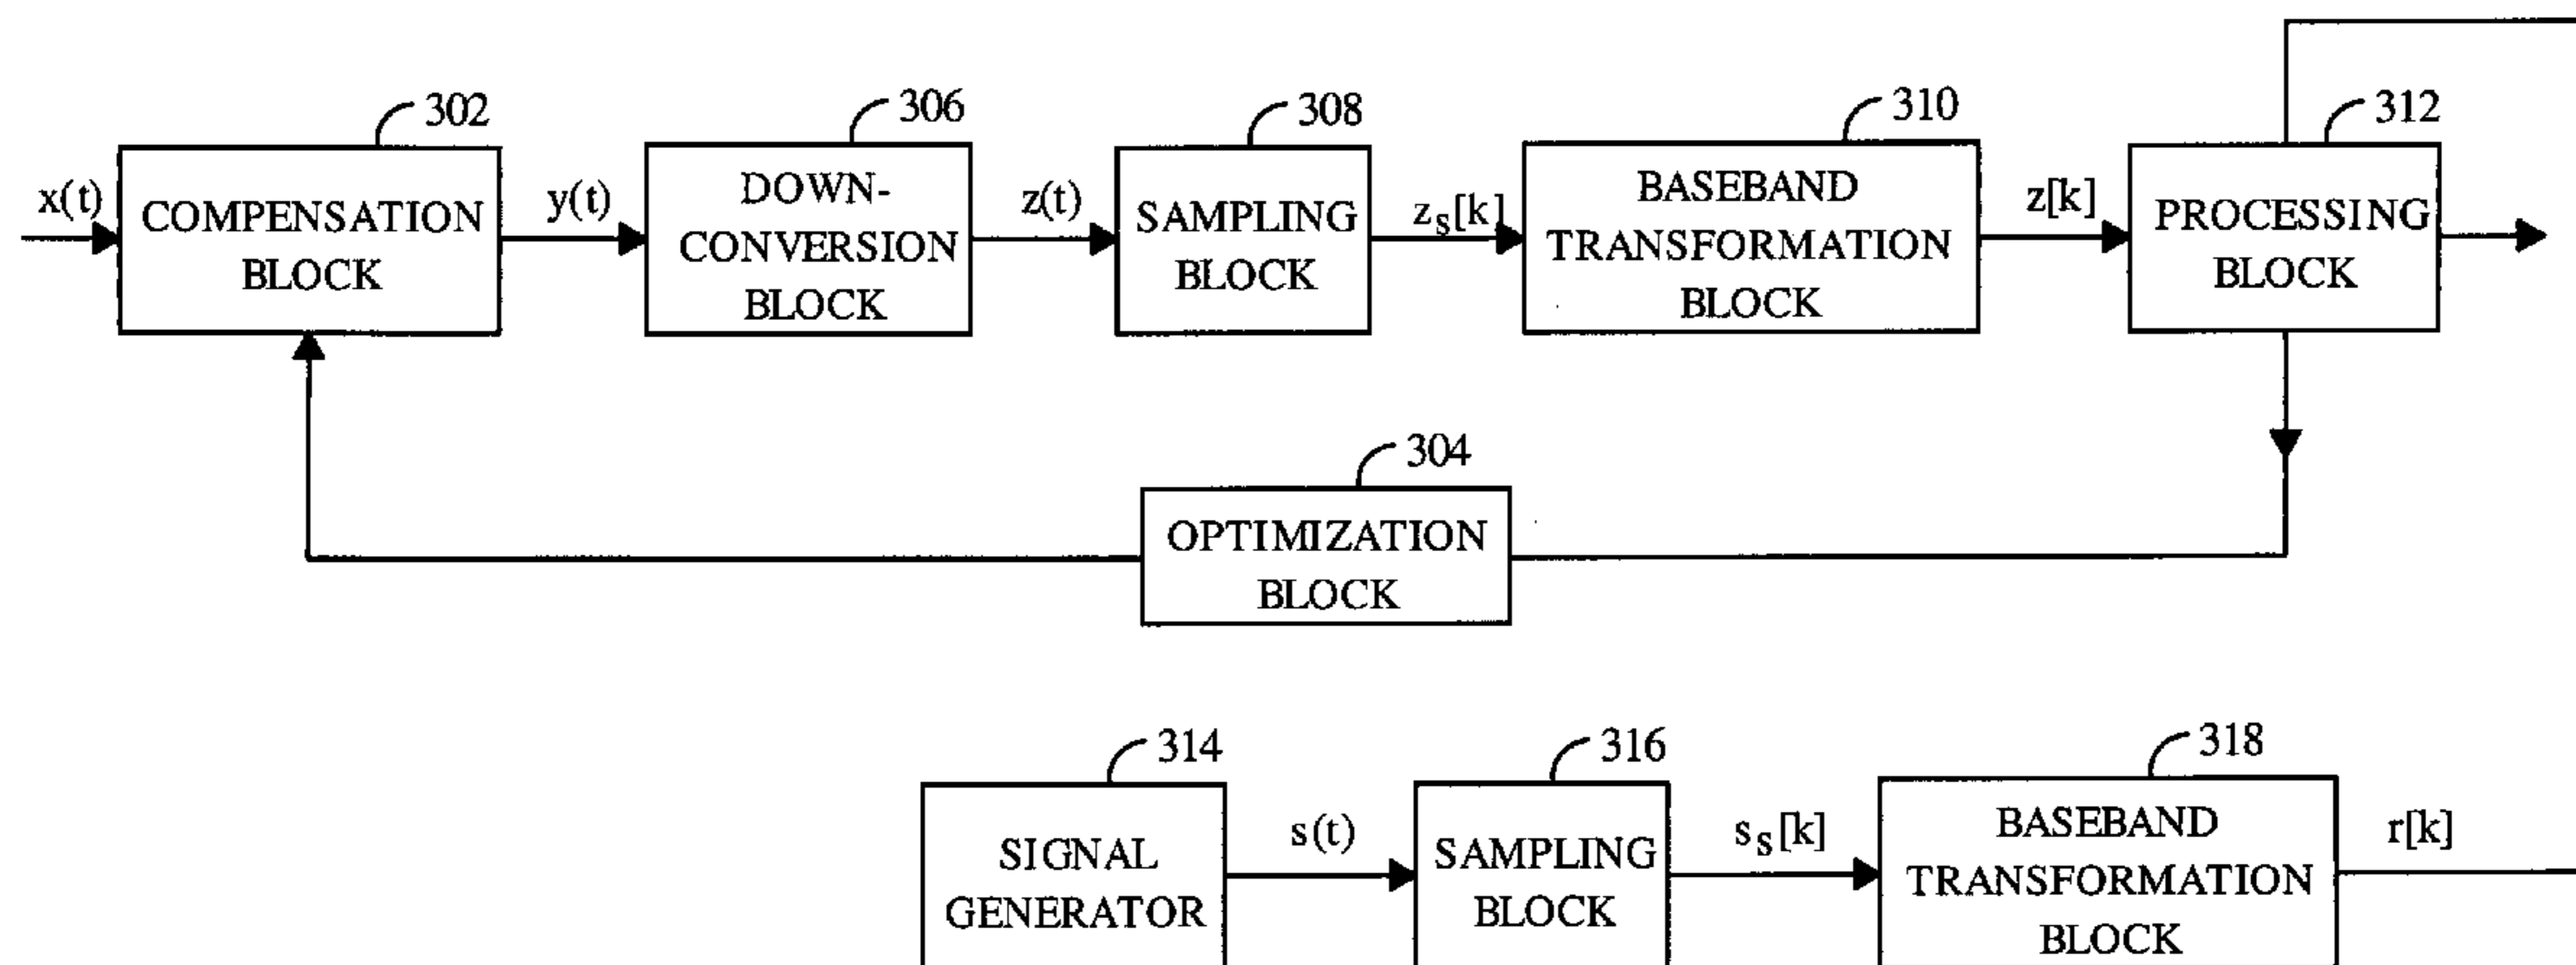 302
306
308
310
312
x(t)
COMPENSATION
BLOCK
y(t)
DOWN-
CONVERSION
BLOCK
z(t)
SAMPLING
BLOCK
zs[k]
BASEBAND
TRANSFORMATION
BLOCK
z[k]
PROCESSING
BLOCK
304
OPTIMIZATION
BLOCK
314
316
318
SIGNAL
GENERATOR
s(t)
SAMPLING
BLOCK
ss[k]
BASEBAND
TRANSFORMATION
BLOCK
r[k]